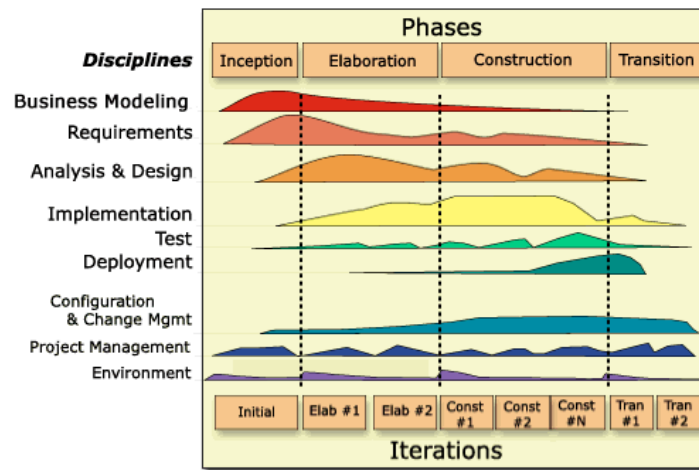 Phases
Disciplines
Inception
Elaboration
Construction
Transition
Business Modeling
Requirements
Analysis & Design
Implementation
Test
Deployment
Configuration
& Change Mgmt
Project Management
Environment
Initial
Elab #1
Elab #2
Const
#1
Const
#2
Const
#N
Tran
#1
Tran
#2
Iterations